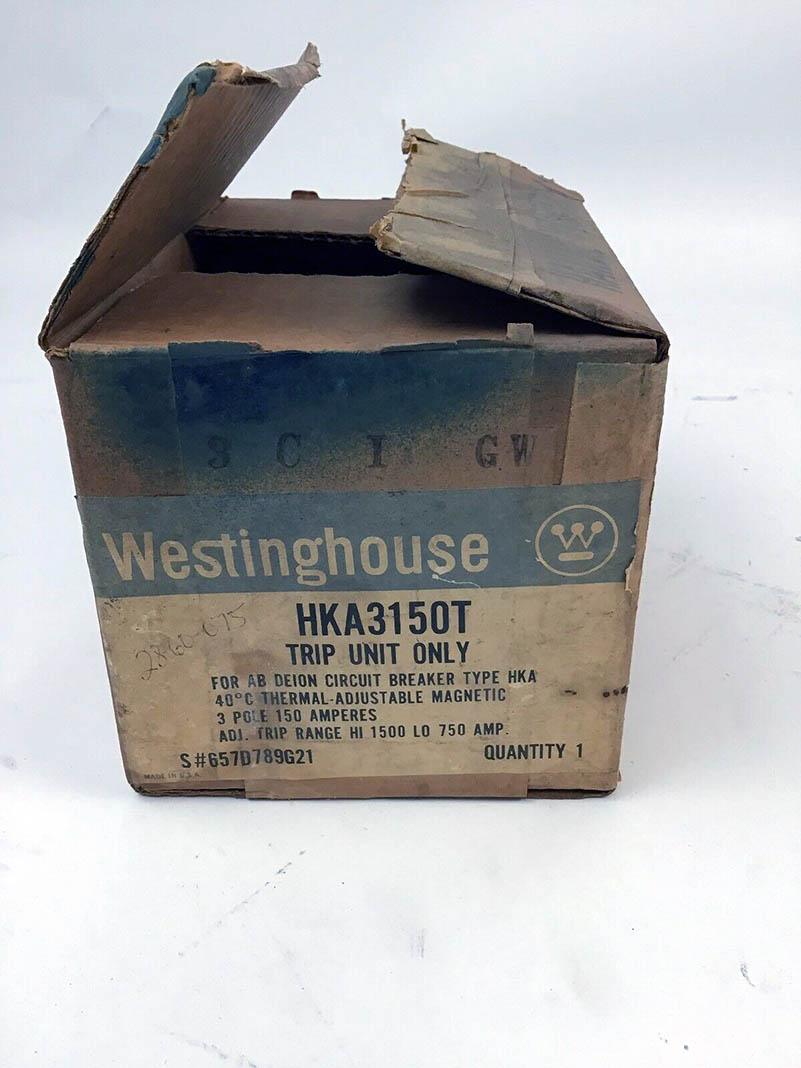 3 C I GW
Westinghouse W
HKA3150T
TRIP UNIT ONLY
FOR AB DEION CIRCUIT BREAKER TYPE HKA
40°C THERMAL-ADJUSTABLE MAGNETIC
3 POLE 150 AMPERES
ADJ. TRIP RANGE HI 1500 LO 750 AMP.
S#657D789G21 QUANTITY 1
MADE IN U.S.A.